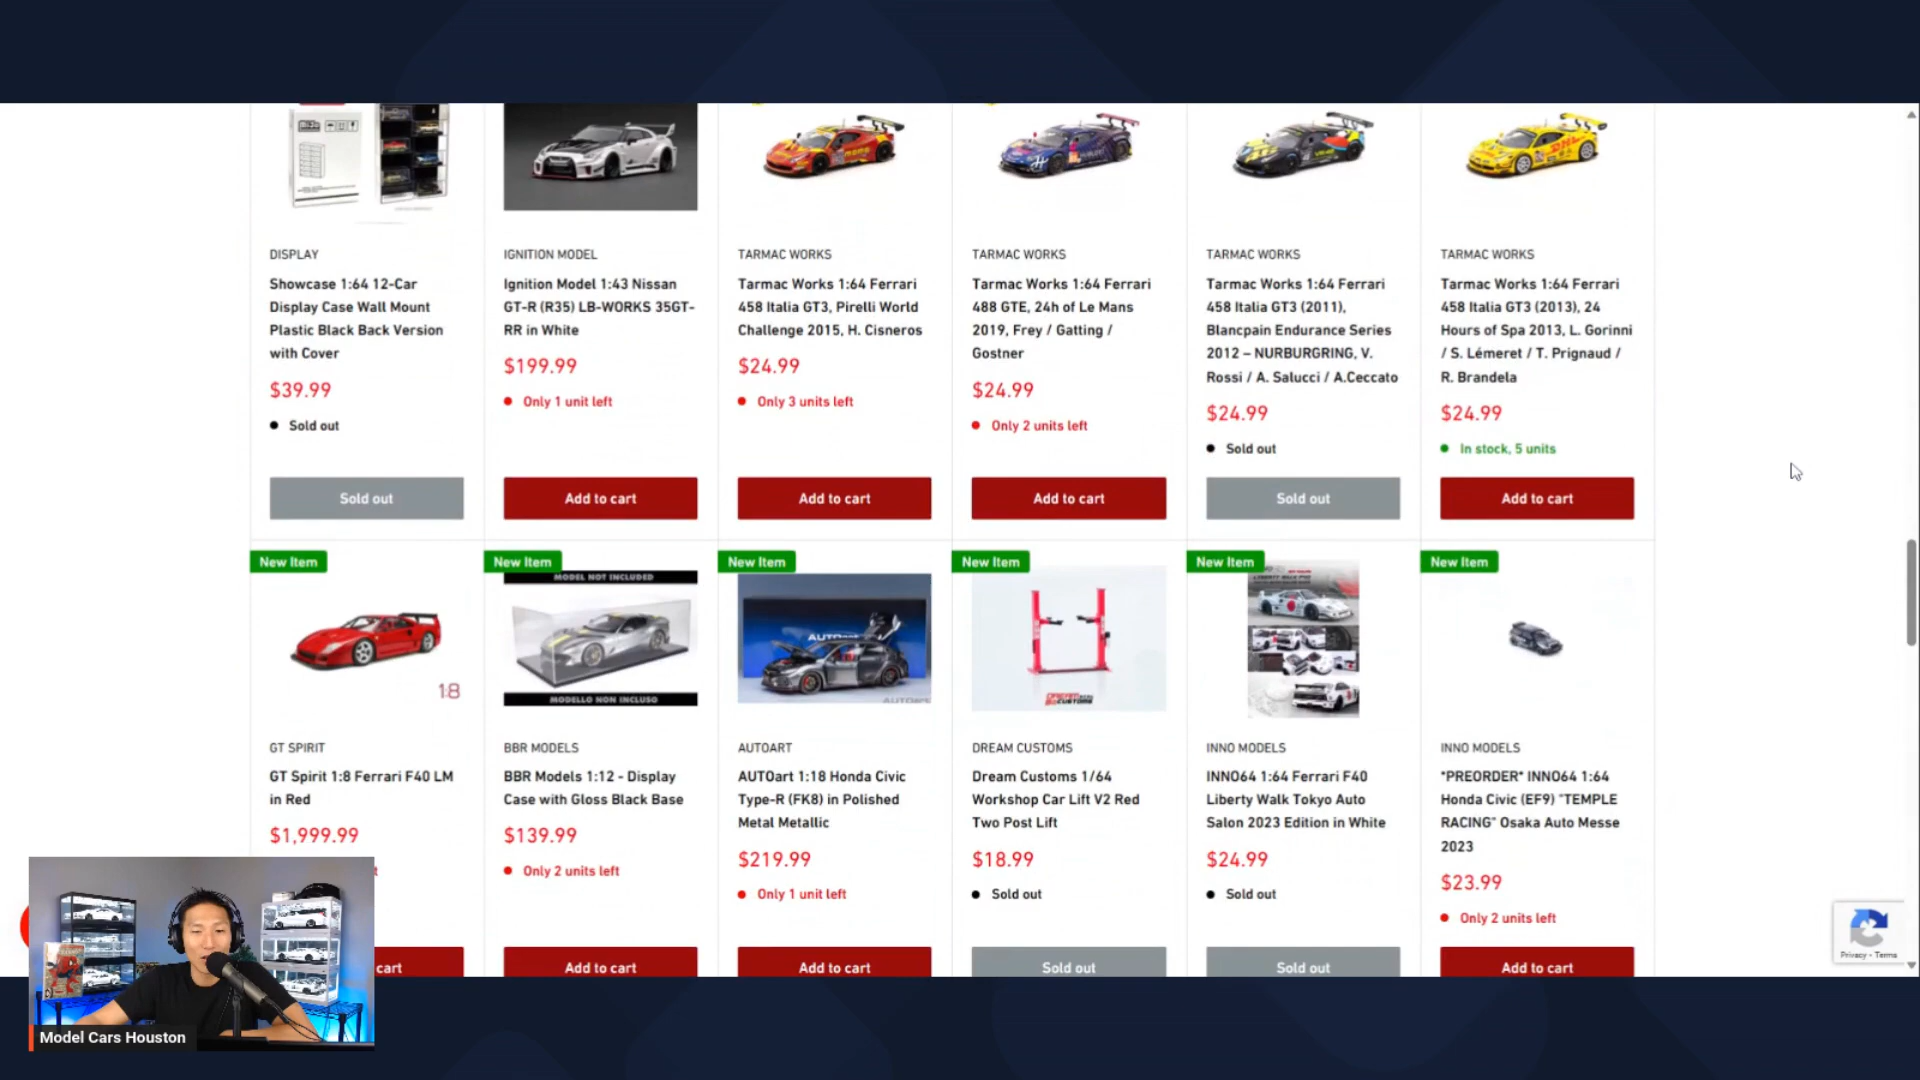 DISPLAY
Showcase 1:64 12-Car
Display Case Wall Mount
Plastic Black Back Version
with Cover
$39.99
Sold out
Sold out
IGNITION MODEL
Ignition Model 1:43 Nissan
GT-R (R35) LB-WORKS 35GT-
RR in White
$199.99
Only 1 unit left
Add to cart
TARMAC WORKS
Tarmac Works 1:64 Ferrari
458 Italia GT3, Pirelli World
Challenge 2015, H. Cisneros
$24.99
Only 3 units left
Add to cart
TARMAC WORKS
Tarmac Works 1:64 Ferrari
488 GTE, 24h of Le Mans
2019, Frey / Gatting /
Gostner
$24.99
Only 2 units left
Add to cart
TARMAC WORKS
Tarmac Works 1:64 Ferrari
458 Italia GT3 (2011),
Blancpain Endurance Series
2012 – NURBURGRING, V.
Rossi / A. Salucci / A.Ceccato
$24.99
Sold out
Sold out
DHL
TARMAC WORKS
Tarmac Works 1:64 Ferrari
458 Italia GT3 (2013), 24
Hours of Spa 2013, L. Gorinni
/ S. Lémeret / T. Prignaud /
R. Brandela
$24.99
In stock, 5 units
Add to cart
New Item
1:8
GT SPIRIT
GT Spirit 1:8 Ferrari F40 LM
in Red
$1,999.99
cart
New Item
MODEL NOT INCLUDED
MODELLO NON INCLUSO
BBR MODELS
BBR Models 1:12 - Display
Case with Gloss Black Base
$139.99
Only 2 units left
Add to cart
New Item
AUTOart
AUTOART
AUTOart 1:18 Honda Civic
Type-R (FK8) in Polished
Metal Metallic
$219.99
Only 1 unit left
Add to cart
New Item
DREAM
CUSTOMS
DREAM CUSTOMS
Dream Customs 1/64
Workshop Car Lift V2 Red
Two Post Lift
$18.99
Sold out
Sold out
New Item
INNO MODELS
INNO64 1:64 Ferrari F40
Liberty Walk Tokyo Auto
Salon 2023 Edition in White
$24.99
Sold out
Sold out
New Item
INNO MODELS
*PREORDER* INNO64 1:64
Honda Civic (EF9) "TEMPLE
RACING" Osaka Auto Messe
2023
$23.99
Only 2 units left
Add to cart
Privacy - Terms
Model Cars Houston